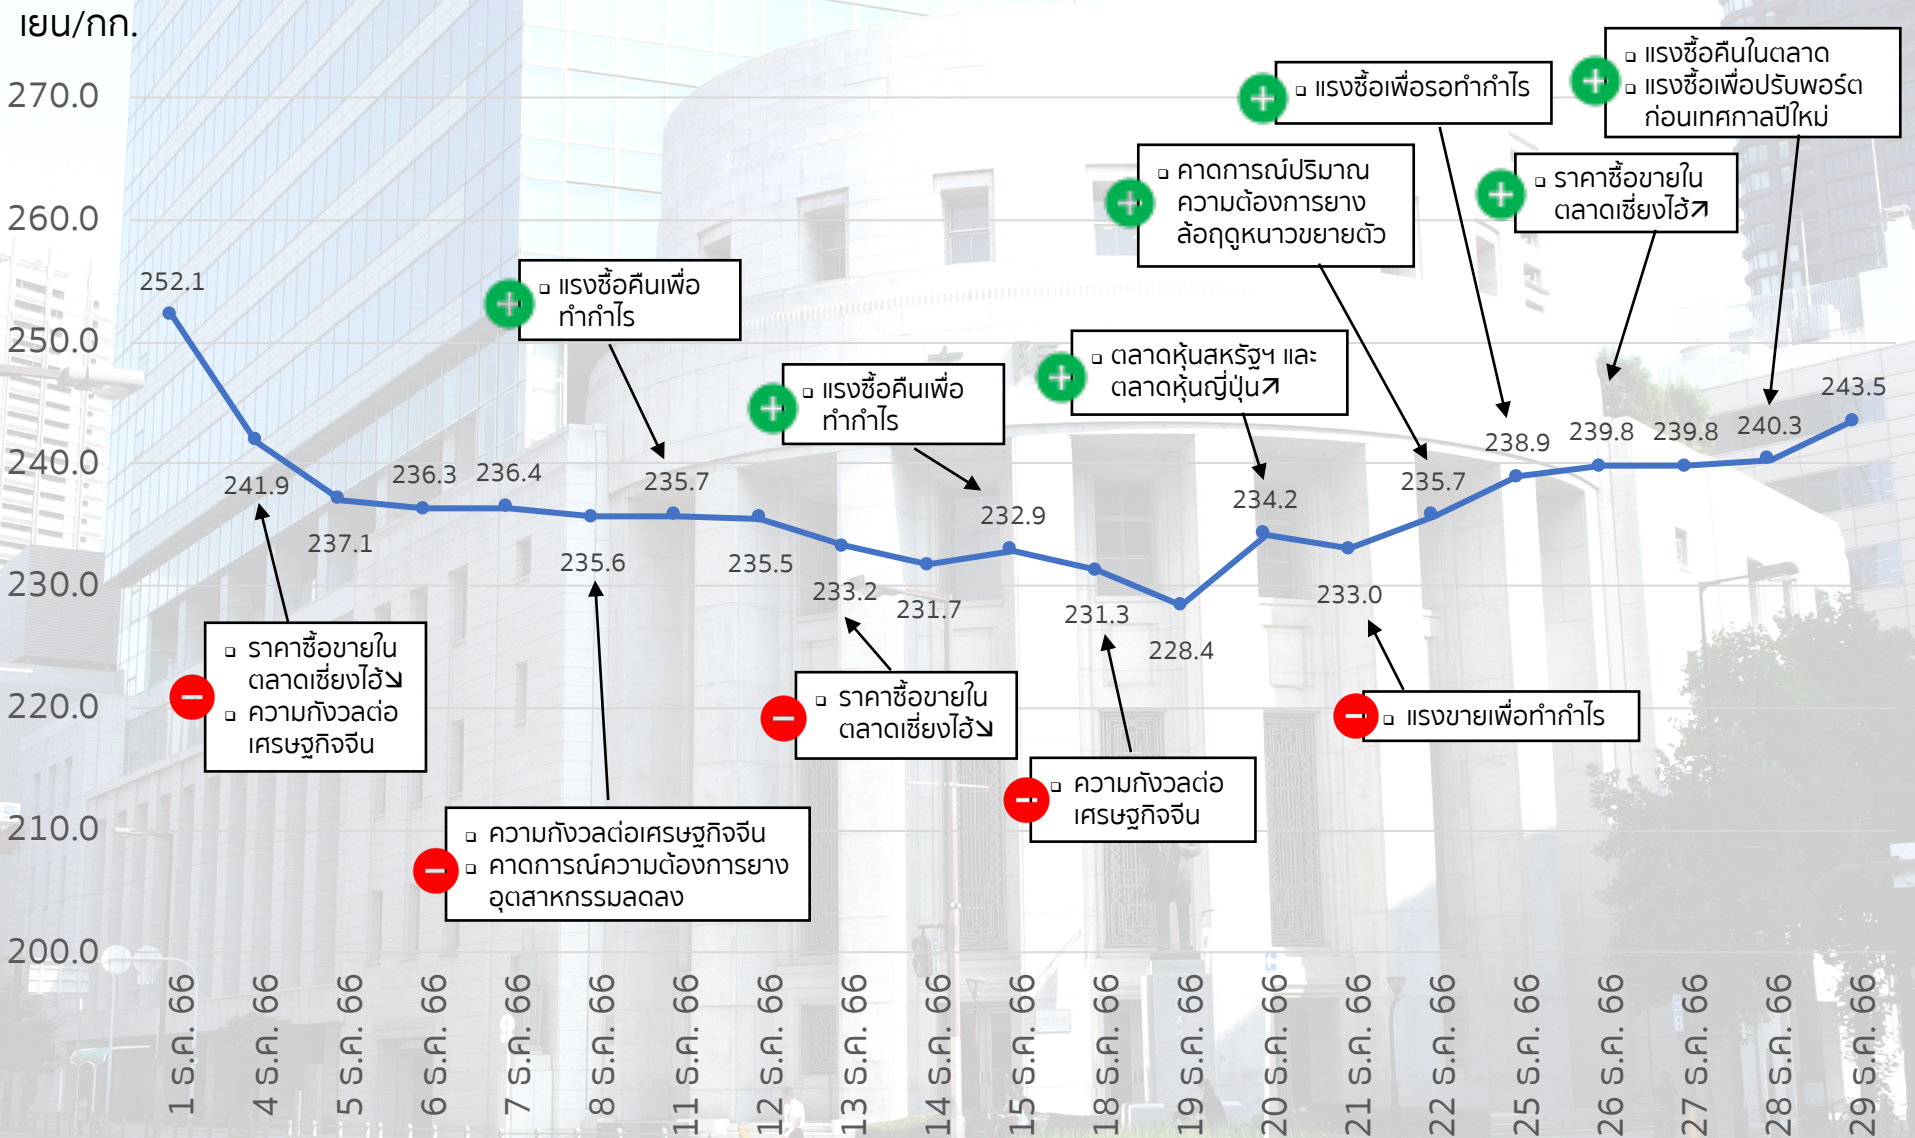 เยน/กก.
270.0
260.0
250.0
240.0
230.0
220.0
210.0
200.0
252.1
241.9
237.1
236.3
236.4
235.6
235.7
235.5
233.2
231.7
232.9
231.3
228.4
234.2
233.0
235.7
238.9
239.8
239.8
240.3
243.5
ราคาซื้อขายใน
ตลาดเซี่ยงไฮ้↘
ความกังวลต่อ
เศรษฐกิจจีน
ความกังวลต่อเศรษฐกิจจีน
คาดการณ์ความต้องการยาง
อุตสาหกรรมลดลง
แรงซื้อคืนเพื่อ
ทำกำไร
ราคาซื้อขายใน
ตลาดเซี่ยงไฮ้↘
แรงซื้อคืนเพื่อ
ทำกำไร
ความกังวลต่อ
เศรษฐกิจจีน
ตลาดหุ้นสหรัฐฯ และ
ตลาดหุ้นญี่ปุ่น↗
แรงขายเพื่อทำกำไร
คาดการณ์ปริมาณ
ความต้องการยาง
ล้อฤดูหนาวขยายตัว
แรงซื้อเพื่อรอทำกำไร
ราคาซื้อขายใน
ตลาดเซี่ยงไฮ้↗
แรงซื้อคืนในตลาด
แรงซื้อเพื่อปรับพอร์ต
ก่อนเทศกาลปีใหม่
1 ธ.ค. 66
4 ธ.ค. 66
5 ธ.ค. 66
6 ธ.ค. 66
7 ธ.ค. 66
8 ธ.ค. 66
11 ธ.ค. 66
12 ธ.ค. 66
13 ธ.ค. 66
14 ธ.ค. 66
15 ธ.ค. 66
18 ธ.ค. 66
19 ธ.ค. 66
20 ธ.ค. 66
21 ธ.ค. 66
22 ธ.ค. 66
25 ธ.ค. 66
26 ธ.ค. 66
27 ธ.ค. 66
28 ธ.ค. 66
29 ธ.ค. 66